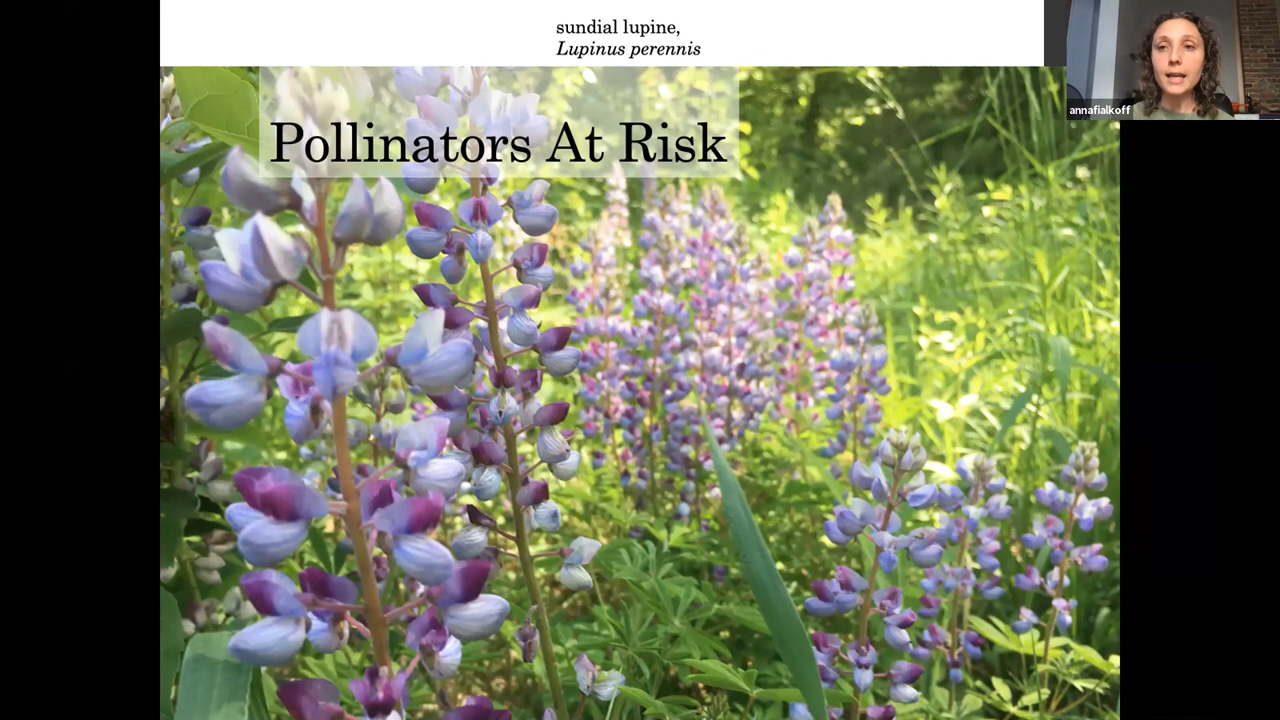 sundial lupine,
Lupinus perennis
Pollinators At Risk
annafialkoff